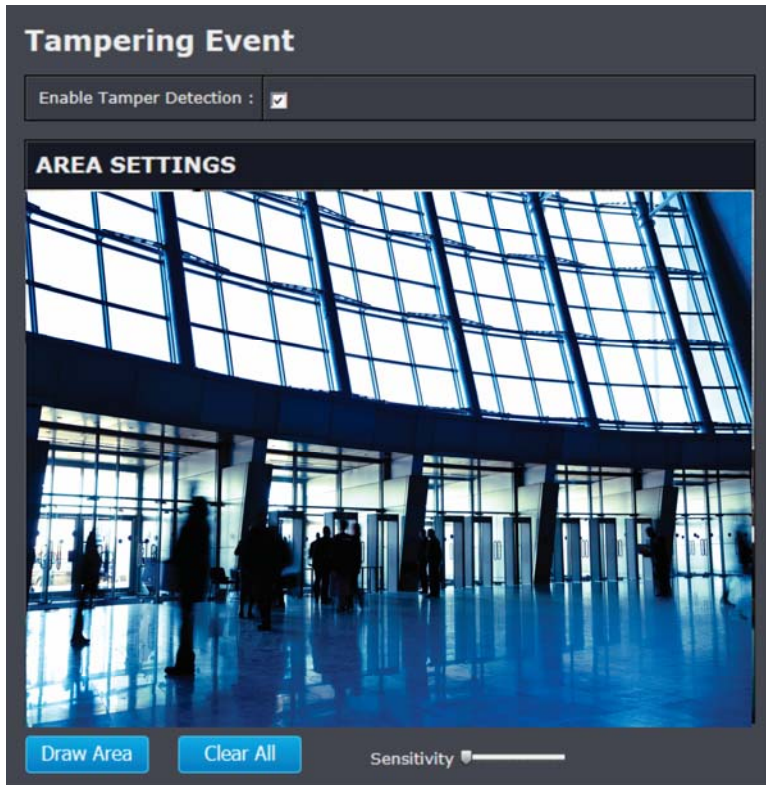 Tampering Event
Enable Tamper Detection :
AREA SETTINGS
Draw Area
Clear All
Sensitivity